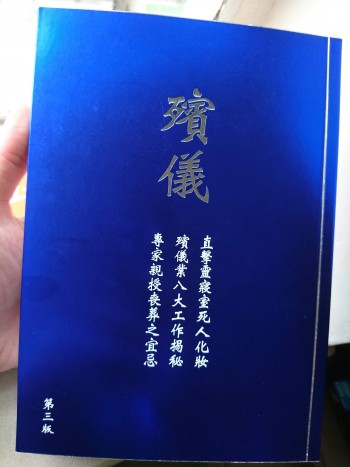 殯儀
直擊靈寢室死人化妝
殯儀業八大工作揭秘
專家親授喪葬之宜忌
第三版